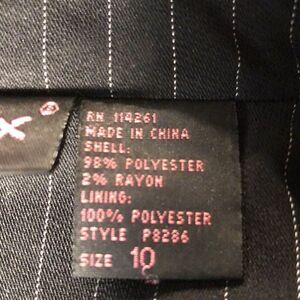 X®
RN 114261
MADE IN CHINA
SHELL:
98% POLYESTER
2% RAYON
LINING:
100% POLYESTER
STYLE P8286
SIZE 10